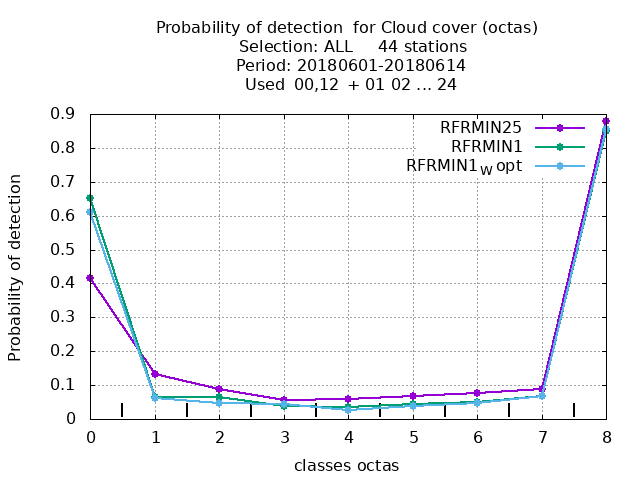 Probability of detection  for Cloud cover (octas)
Selection: ALL     44 stations
Period: 20180601-20180614
Used  00,12  + 01 02 ... 24
RFRMIN25
RFRMIN1
RFRMIN1W opt
Probability of detection
0.9
0.8
0.7
0.6
0.5
0.4
0.3
0.2
0.1
0
0 1 2 3 4 5 6 7 8
classes octas